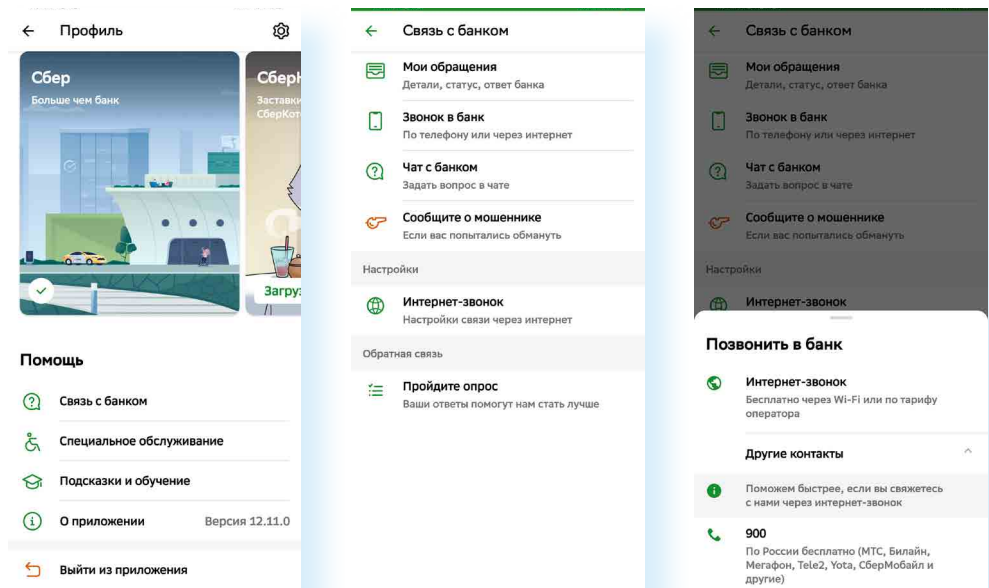 Профиль
Сбер
Больше чем банк
Сбер
Заставки
СберКот
Загруз
Помощь
Связь с банком
Специальное обслуживание
Подсказки и обучение
О приложении
Версия 12.11.0
Выйти из приложения
Связь с банком
Мои обращения
Детали, статус, ответ банка
Звонок в банк
По телефону или через интернет
Чат с банком
Задать вопрос в чате
Сообщите о мошеннике
Если вас попытались обмануть
Настройки
Интернет-звонок
Настройки связи через интернет
Обратная связь
Пройдите опрос
Ваши ответы помогут нам стать лучше
Связь с банком
Мои обращения
Детали, статус, ответ банка
Звонок в банк
По телефону или через интернет
Чат с банком
Задать вопрос в чате
Сообщите о мошеннике
Если вас попытались обмануть
Настройки
Интернет-звонок
Позвонить в банк
Интернет-звонок
Бесплатно через Wi-Fi или по тарифу
оператора
Другие контакты
Поможем быстрее, если вы свяжетесь
с нами через интернет-звонок
900
По России бесплатно (МТС, Билайн,
Мегафон, Tele2, Yota, СберМобайл и
другие)